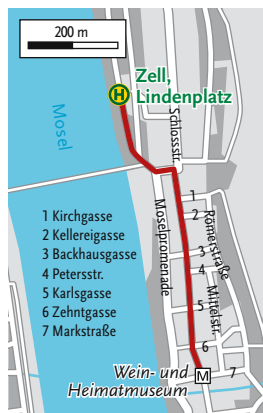 200 m
H
Zell,
Lindenplatz
Mosel
Schlossstr.
1
2
Römerstraße
Moselpromenade
1 Kirchgasse
2 Kellereigasse
3 Backhausgasse
4 Petersstr.
5 Karlsgasse
6 Zehntgasse
7 Markstraße
3
4
Mittelstr.
5
6
7
Wein- und
Heimatmuseum
M